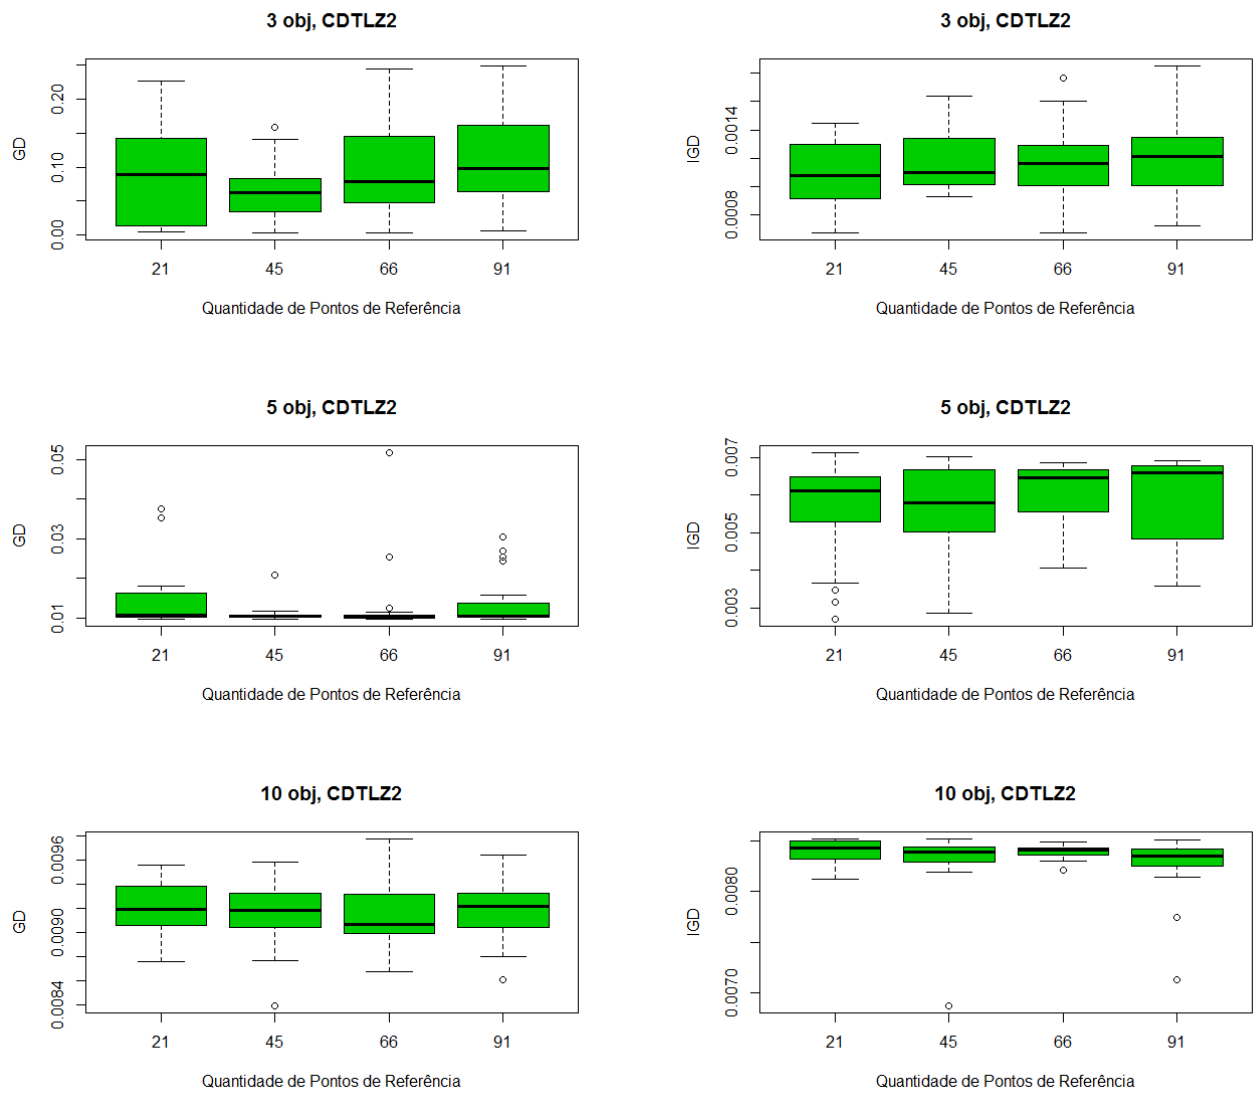 3 obj, CDTLZ2
GD
0.20
0.10
0.00
21 45 66 91
Quantidade de Pontos de Referência
3 obj, CDTLZ2
IGD
0.0014
0.0008
21 45 66 91
Quantidade de Pontos de Referência
5 obj, CDTLZ2
GD
0.05
0.03
0.01
21 45 66 91
Quantidade de Pontos de Referência
5 obj, CDTLZ2
IGD
0.007
0.005
0.003
21 45 66 91
Quantidade de Pontos de Referência
10 obj, CDTLZ2
GD
0.0096
0.0090
0.0084
21 45 66 91
Quantidade de Pontos de Referência
10 obj, CDTLZ2
IGD
0.0080
0.0070
21 45 66 91
Quantidade de Pontos de Referência